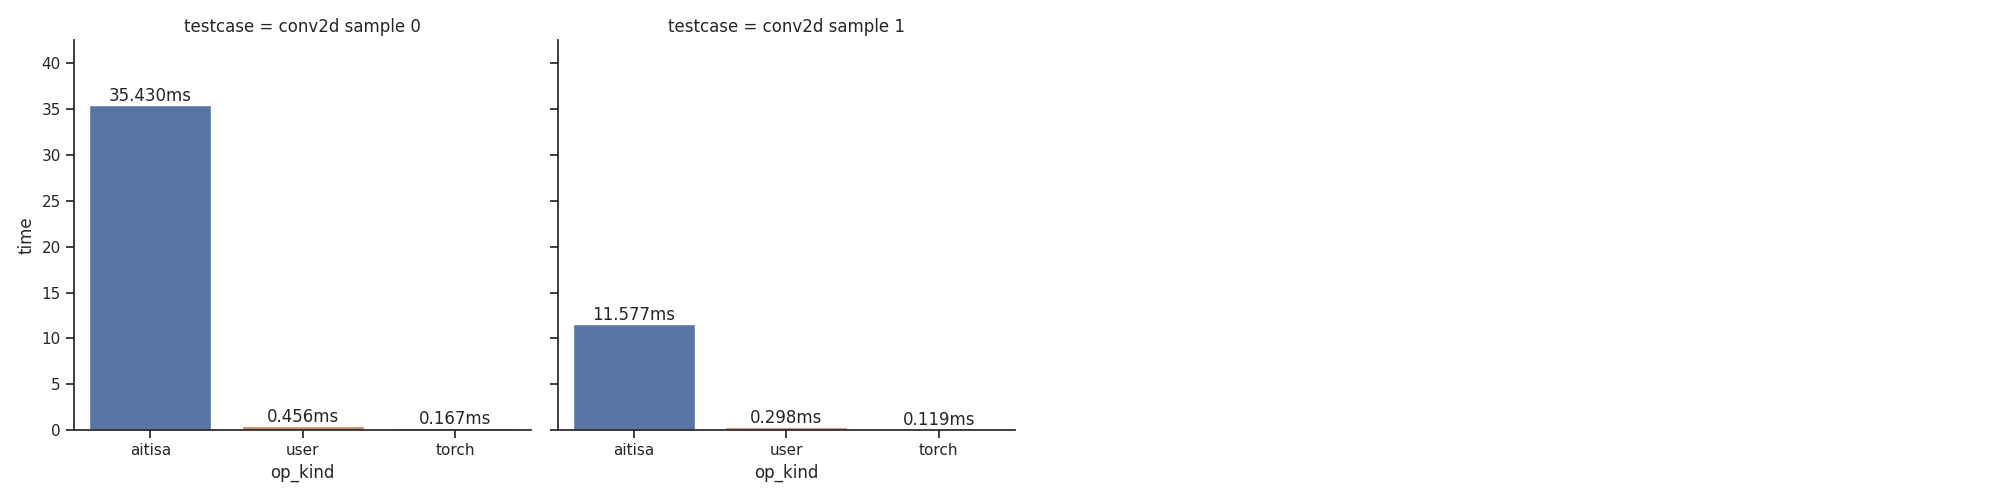 testcase = conv2d sample 0
testcase = conv2d sample 1
time
40
35
30
25
20
15
10
5
0
35.430ms
0.456ms
0.167ms
11.577ms
0.298ms
0.119ms
aitisa user torch
aitisa user torch
op_kind
op_kind